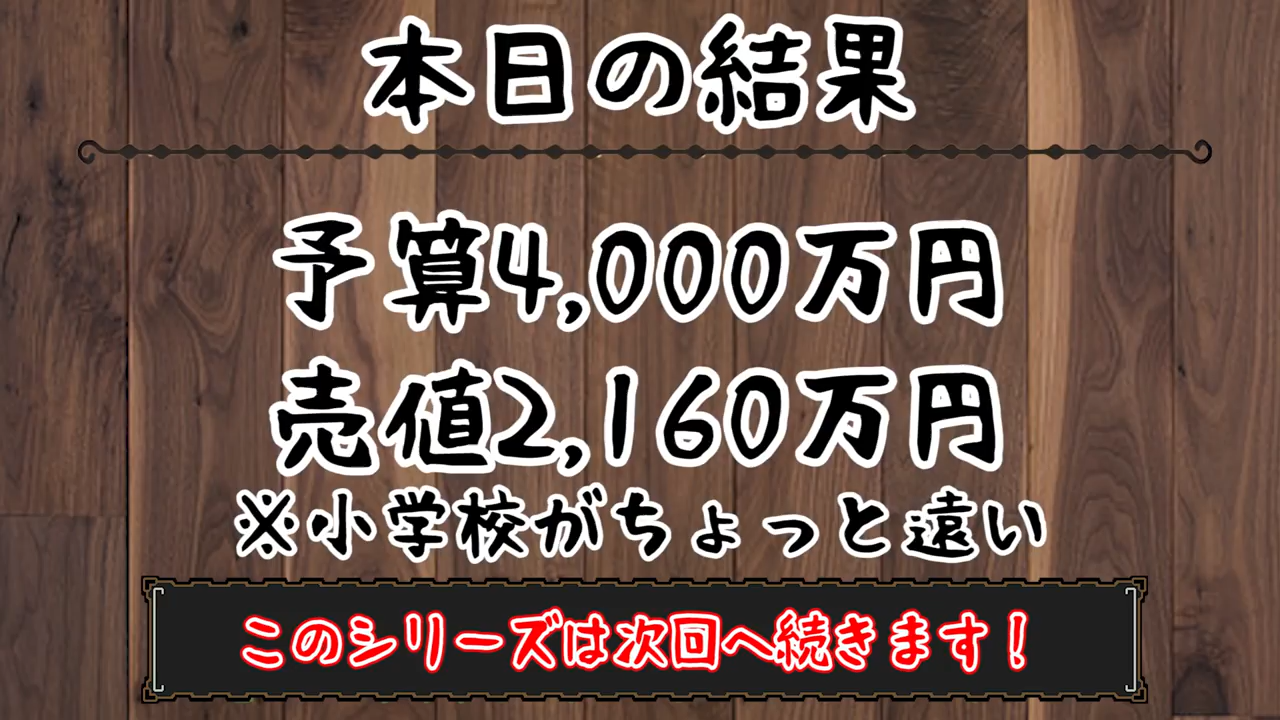 本日の結果
予算4,000万円
売値2,160万円
※小学校がちょっと遠い
このシリーズは次回へ続きます!